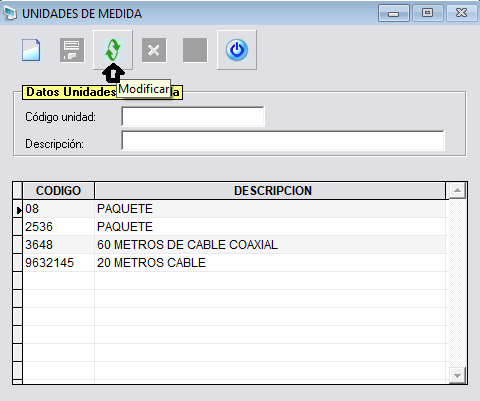 UNIDADES DE MEDIDA
Modificar
Datos Unidades
a
Código unidad:
Descripción:
CODIGO DESCRIPCION
08 PAQUETE
2536 PAQUETE
3648 60 METROS DE CABLE COAXIAL
9632145 20 METROS CABLE